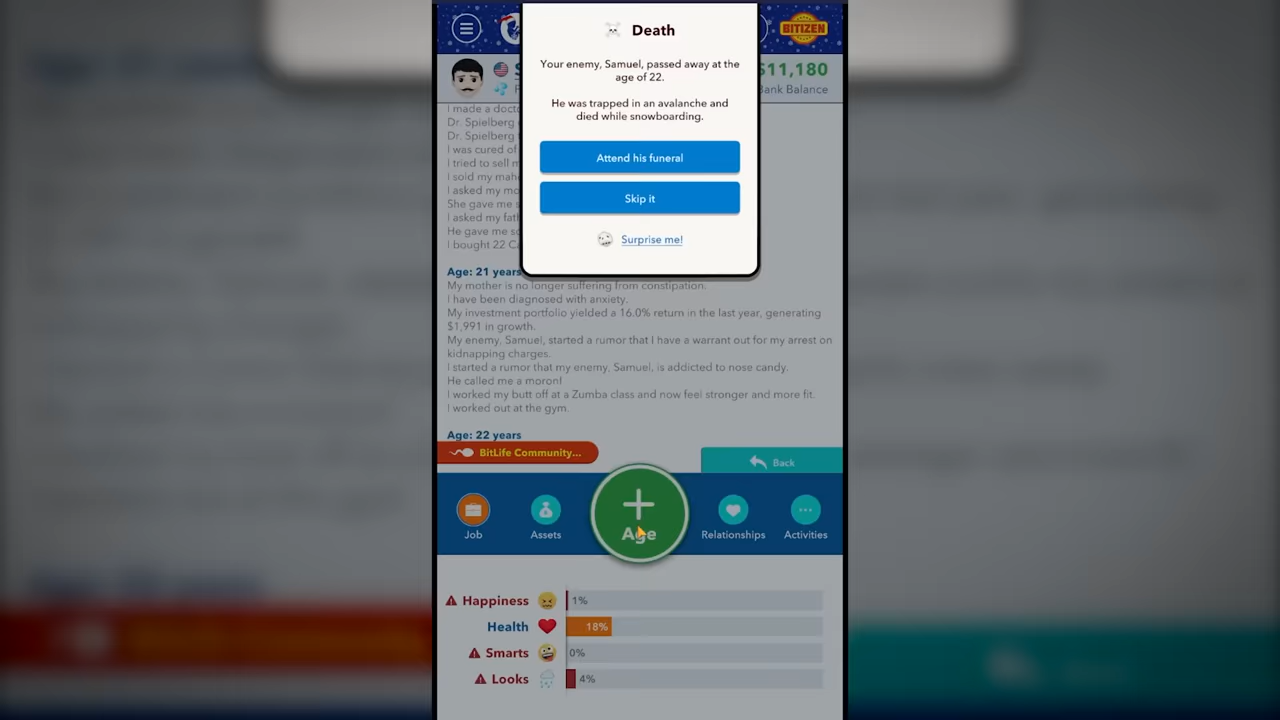 Death
BITIZEN
Your enemy, Samuel, passed away at the
age of 22.
$11,180
Bank Balance
He was trapped in an avalanche and
died while snowboarding.
Attend his funeral
Skip it
Surprise me!
I made a docto
Dr. Spielberg
Dr. Spielberg
I was cured of
I tried to sell m
I sold my mah
I asked my mo
She gave me s
I asked my fat
He gave me so
I bought 22 C
Age: 21 years
My mother is no longer suffering from constipation.
I have been diagnosed with anxiety.
My investment portfolio yielded a 16.0% return in the last year, generating
$1,991 in growth.
My enemy, Samuel, started a rumor that I have a warrant out for my arrest on
kidnapping charges.
I started a rumor that my enemy, Samuel, is addicted to nose candy.
He called me a moron!
I worked my butt off at a Zumba class and now feel stronger and more fit.
I worked out at the gym.
Age: 22 years
BitLife Community...
Back
Job
Assets
Age
Relationships
Activities
Happiness 1%
Health 18%
Smarts 0%
Looks 4%